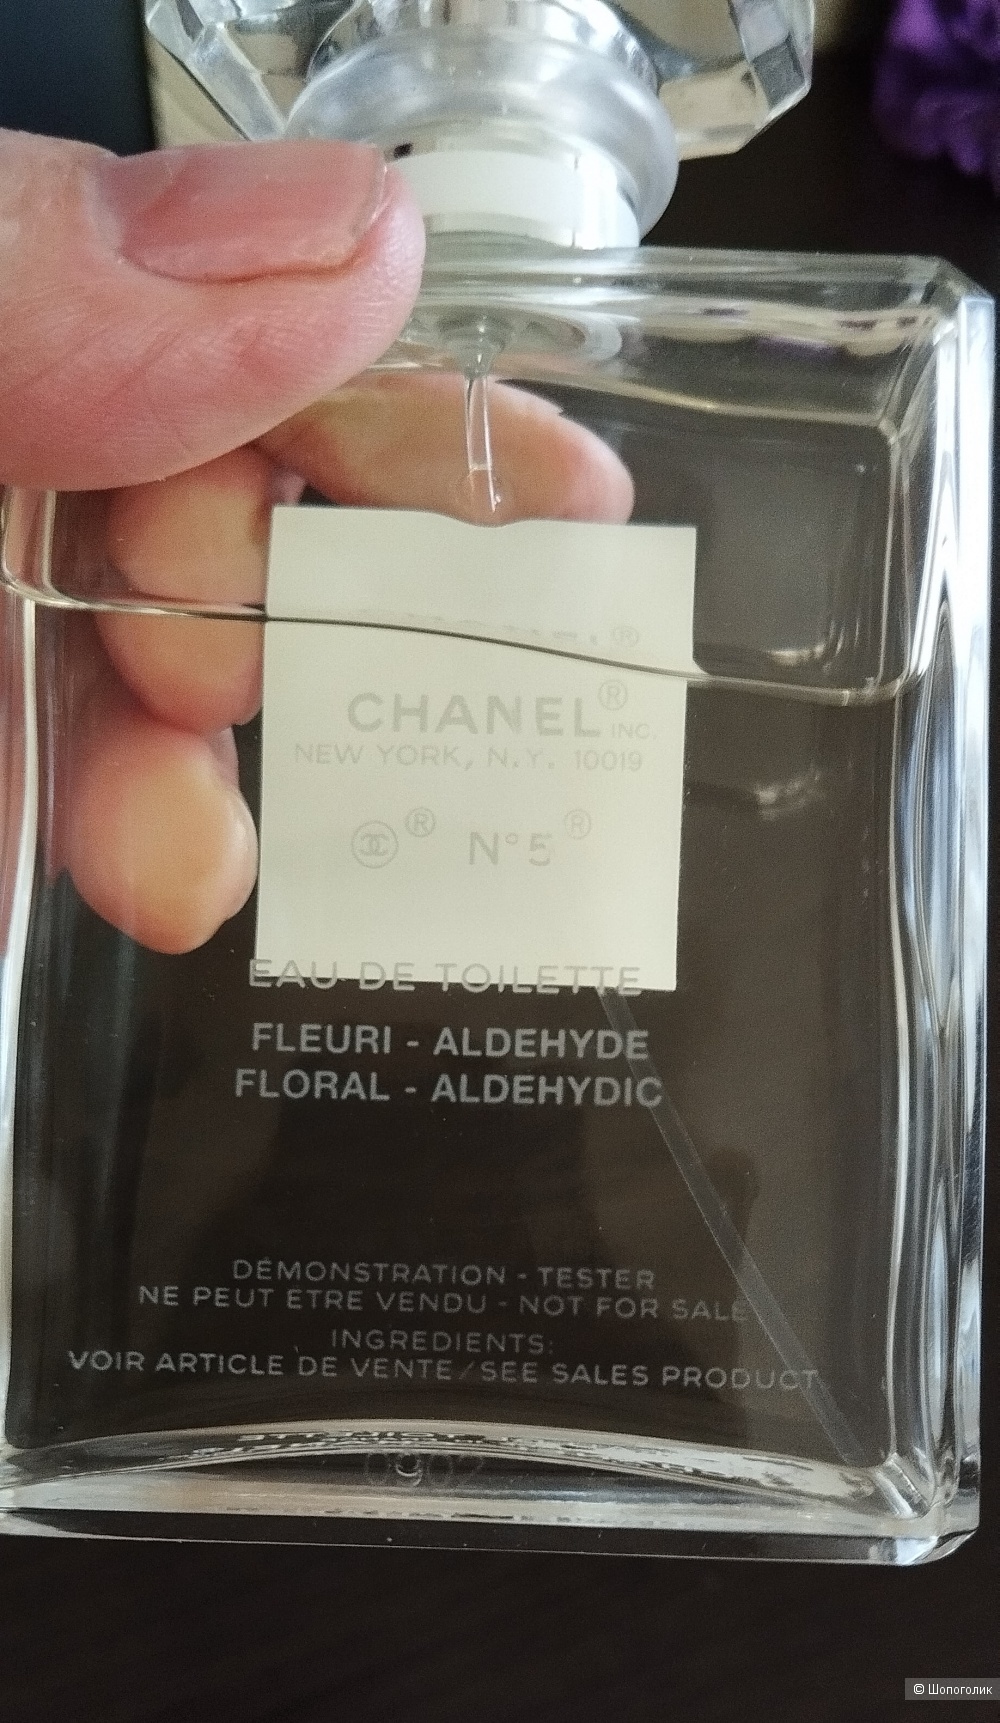 CHANEL® INC.
NEW YORK, N.Y. 10019
® N°5®
EAU DE TOILETTE
FLEURI - ALDEHYDE
FLORAL - ALDEHYDIC
DÉMONSTRATION - TESTER
NE PEUT ETRE VENDU - NOT FOR SALE
INGREDIENTS:
VOIR ARTICLE DE VENTE/SEE SALES PRODUCT
© Шопоголик